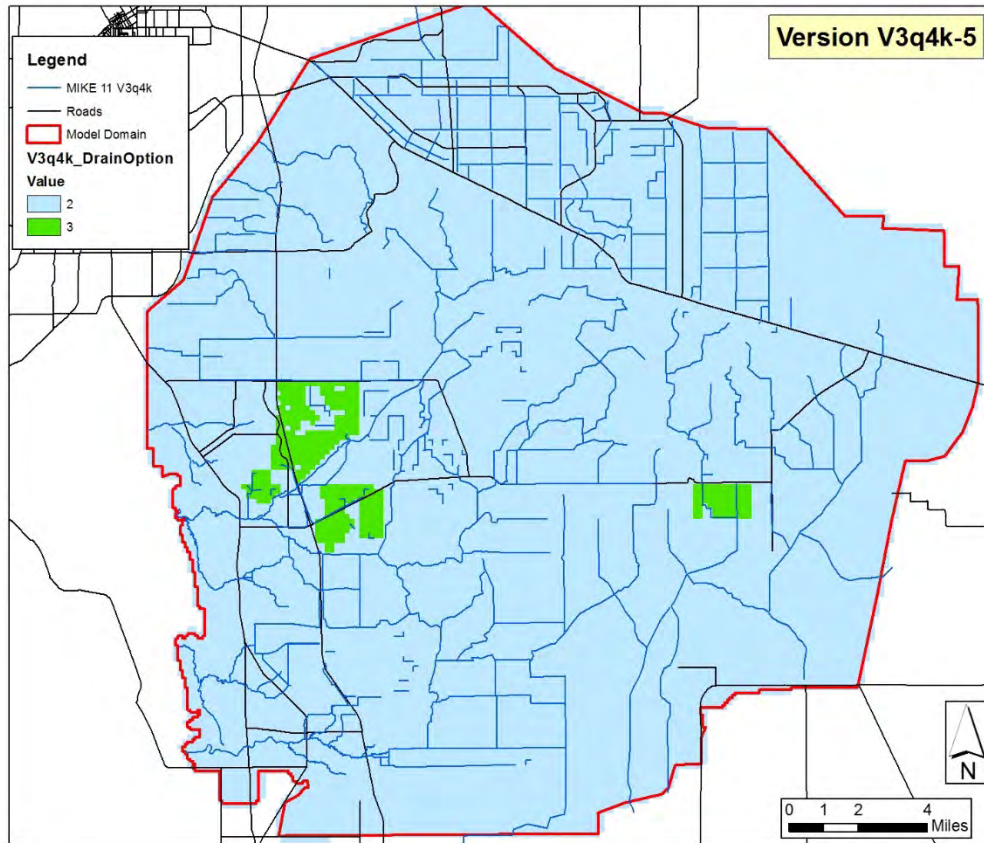 Version V3q4k-5
Legend
MIKE 11 V3q4k
Roads
Model Domain
V3q4k_DrainOption
Value
2
3
N
0 1 2 4
Miles